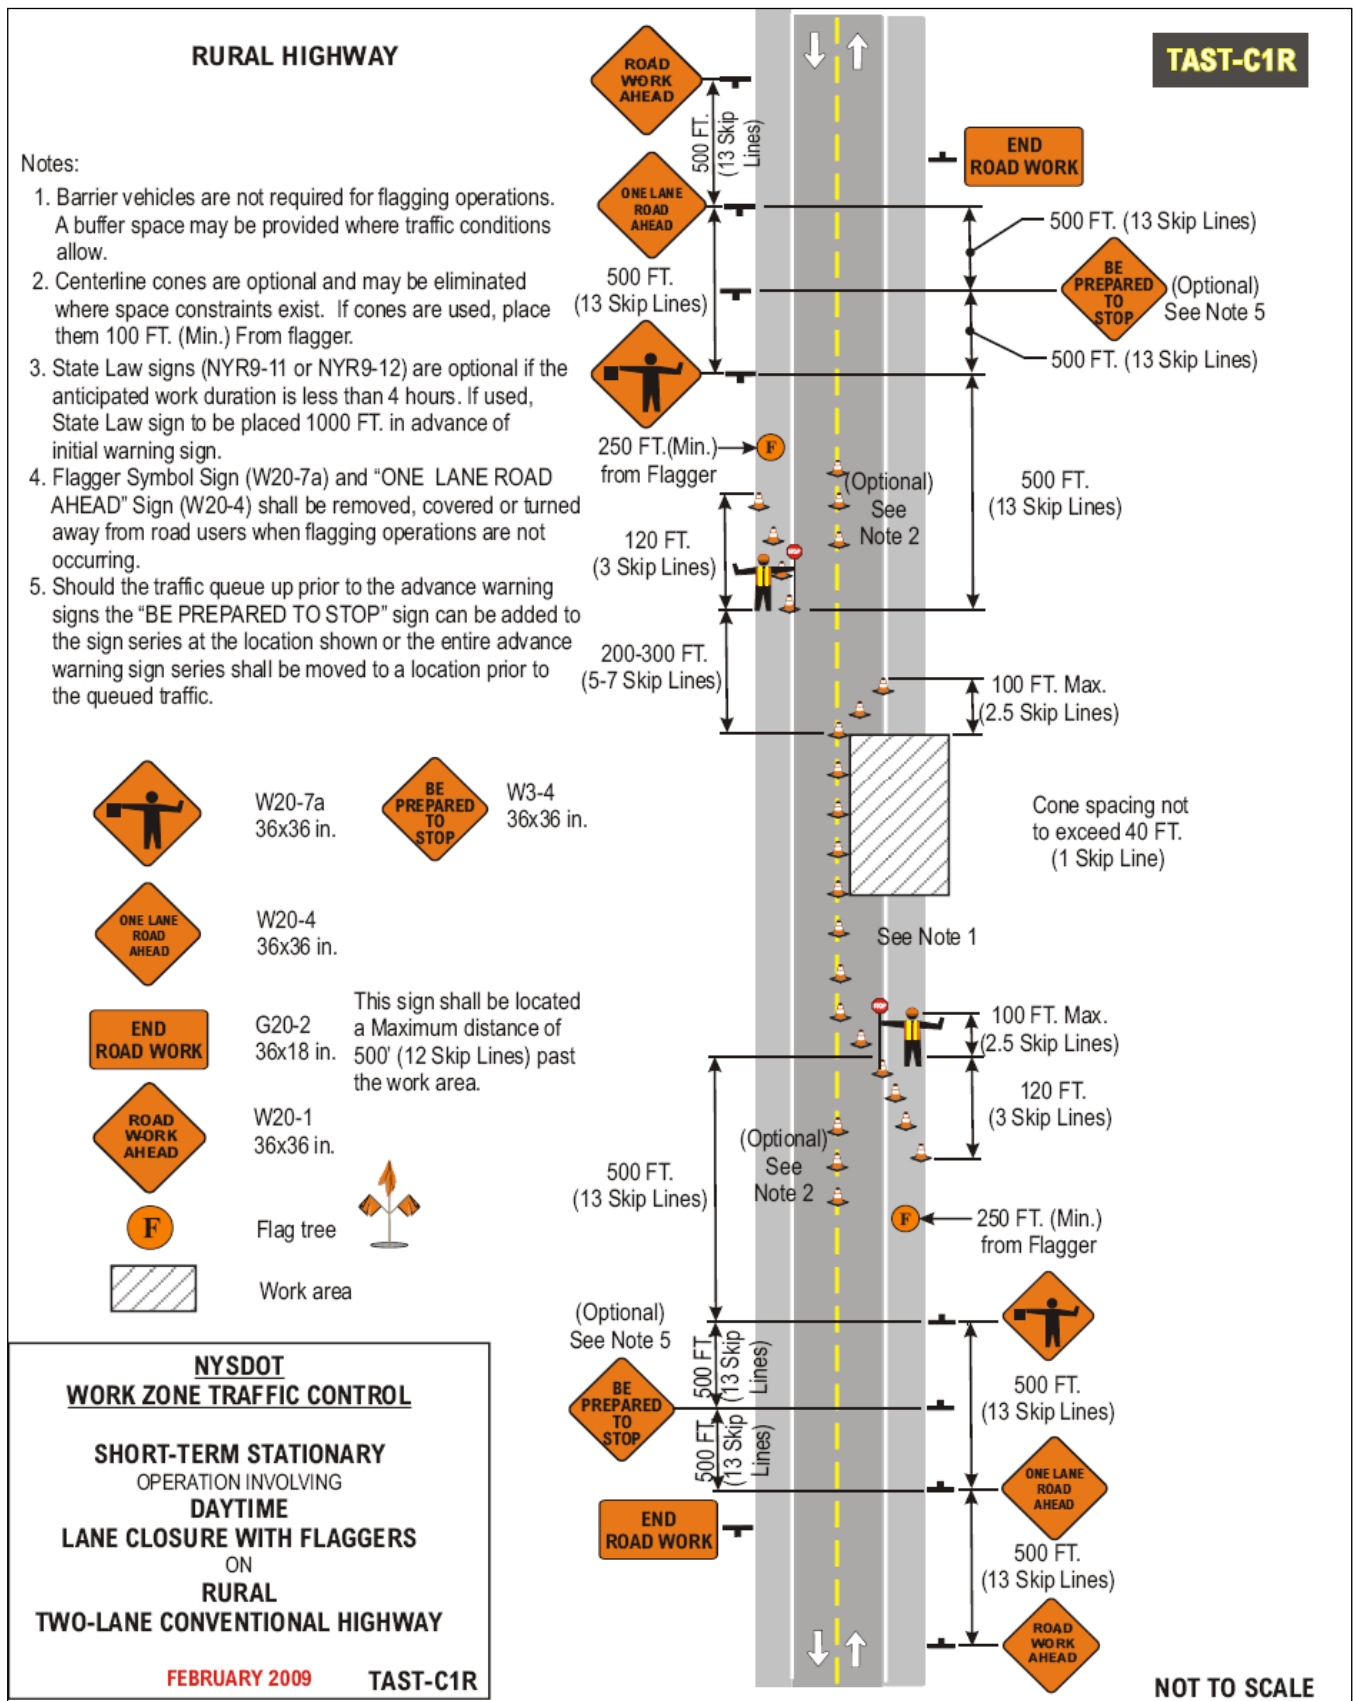 RURAL HIGHWAY
TAST-C1R
Notes:
1. Barrier vehicles are not required for flagging operations.
A buffer space may be provided where traffic conditions
allow.
2. Centerline cones are optional and may be eliminated
where space constraints exist. If cones are used, place
them 100 FT. (Min.) From flagger.
3. State Law signs (NYR9-11 or NYR9-12) are optional if the
anticipated work duration is less than 4 hours. If used,
State Law sign to be placed 1000 FT. in advance of
initial warning sign.
4. Flagger Symbol Sign (W20-7a) and “ONE LANE ROAD
AHEAD” Sign (W20-4) shall be removed, covered or turned
away from road users when flagging operations are not
occurring.
5. Should the traffic queue up prior to the advance warning
signs the “BE PREPARED TO STOP” sign can be added to
the sign series at the location shown or the entire advance
warning sign series shall be moved to a location prior to
the queued traffic.
W20-7a
36x36 in.
BE
PREPARED
TO
STOP
W3-4
36x36 in.
ONE LANE
ROAD
AHEAD
W20-4
36x36 in.
END
ROAD WORK
G20-2
36x18 in.
This sign shall be located
a Maximum distance of
500' (12 Skip Lines) past
the work area.
ROAD
WORK
AHEAD
W20-1
36x36 in.
F
Flag tree
Work area
NYSDOT
WORK ZONE TRAFFIC CONTROL
SHORT-TERM STATIONARY
OPERATION INVOLVING
DAYTIME
LANE CLOSURE WITH FLAGGERS
ON
RURAL
TWO-LANE CONVENTIONAL HIGHWAY
FEBRUARY 2009
TAST-C1R
ROAD
WORK
AHEAD
500 FT.
(13 Skip
Lines)
ONE LANE
ROAD
AHEAD
500 FT.
(13 Skip Lines)
250 FT.(Min.)
from Flagger
F
120 FT.
(3 Skip Lines)
STOP
200-300 FT.
(5-7 Skip Lines)
(Optional)
See
Note 2
END
ROAD WORK
500 FT. (13 Skip Lines)
BE
PREPARED
TO
STOP
(Optional)
See Note 5
500 FT. (13 Skip Lines)
500 FT.
(13 Skip Lines)
100 FT. Max.
(2.5 Skip Lines)
Cone spacing not
to exceed 40 FT.
(1 Skip Line)
See Note 1
STOP
100 FT. Max.
(2.5 Skip Lines)
120 FT.
(3 Skip Lines)
(Optional)
See
Note 2
500 FT.
(13 Skip Lines)
F
250 FT. (Min.)
from Flagger
(Optional)
See Note 5
BE
PREPARED
TO
STOP
500 FT.
(13 Skip
Lines)
500 FT.
(13 Skip
Lines)
END
ROAD WORK
500 FT.
(13 Skip Lines)
ONE LANE
ROAD
AHEAD
500 FT.
(13 Skip Lines)
ROAD
WORK
AHEAD
NOT TO SCALE